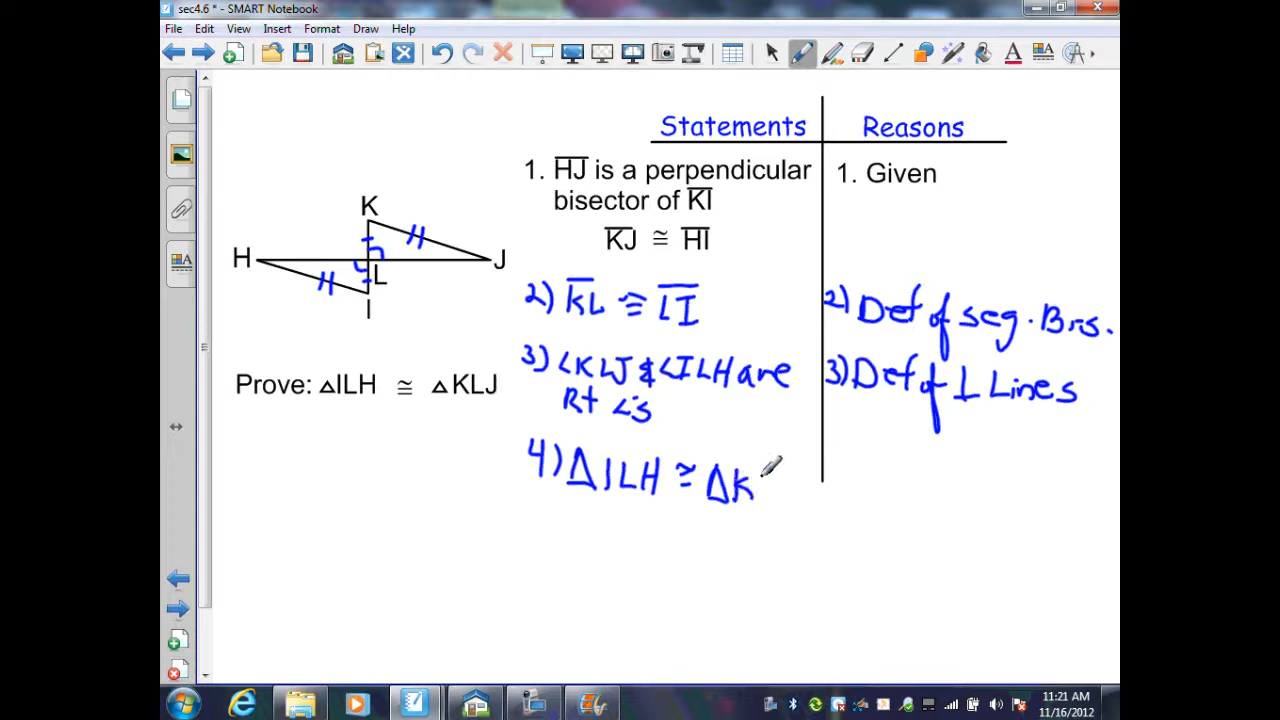 sec4.6 * - SMART Notebook
File Edit View Insert Format Draw Help
Statements Reasons
1. HJ is a perpendicular 1. Given
bisector of KI
KJ ≅ HI
K
H J
L
I
2) KL ≅ LI 2) Def of seg. Bis.
3) ∠KLJ & ∠ILH are 3) Def of ⊥ Lines
Rt ∠'s
Prove: △ILH ≅ △KLJ
4) △ILH ≅ △K
11:21 AM
11/16/2012